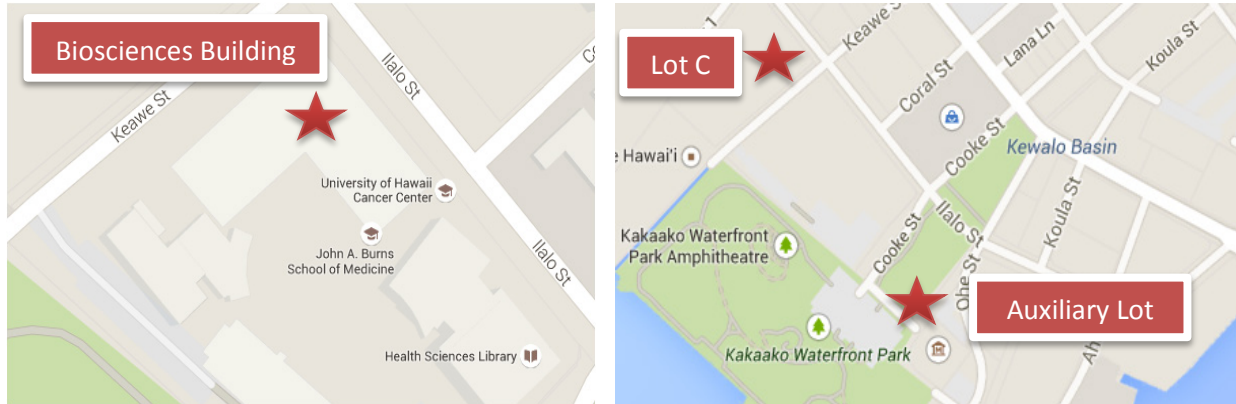 Biosciences Building
Ilalo St
Keawe St
University of Hawaii
Cancer Center
John A. Burns
School of Medicine
Ilalo St
Health Sciences Library
Lot C
Keawe St
Lana Ln
Koula St
Coral St
Cooke St
Kewalo Basin
e Hawai'i
Kakaako Waterfront
Park Amphitheatre
Cooke St
Ilalo St
Koula St
Ohe St
Auxiliary Lot
Kakaako Waterfront Park
Ah